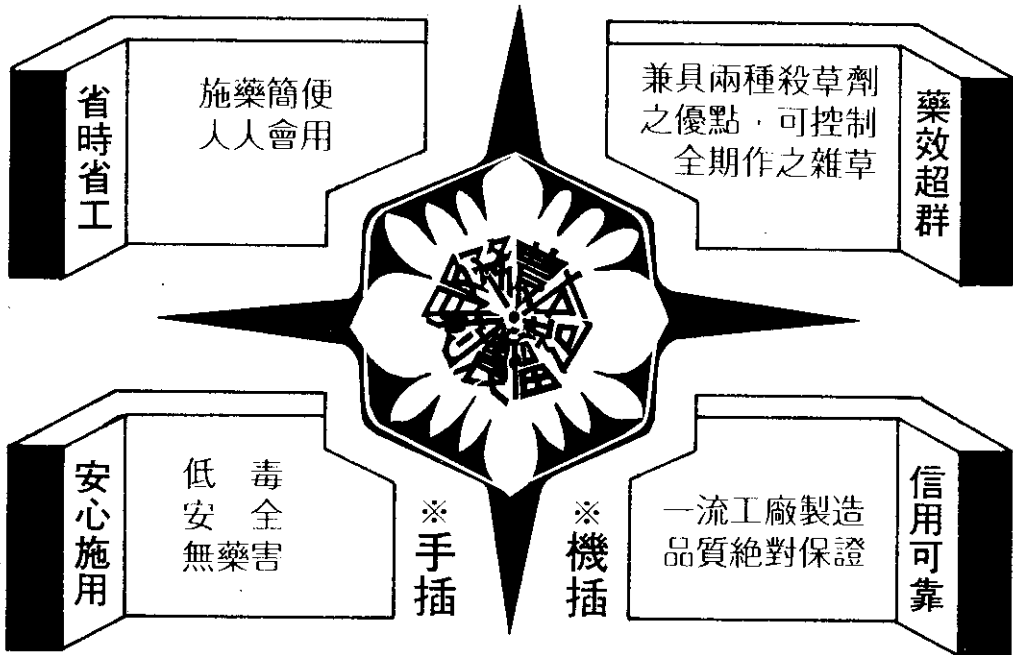 省時省工
施藥簡便
人人會用
兼具兩種殺草劑
之優點，可控制
全期作之雜草
藥效超群
安心施用
低毒
安全
無藥害
※手插
※機插
一流工廠製造
品質絕對保證
信用可靠